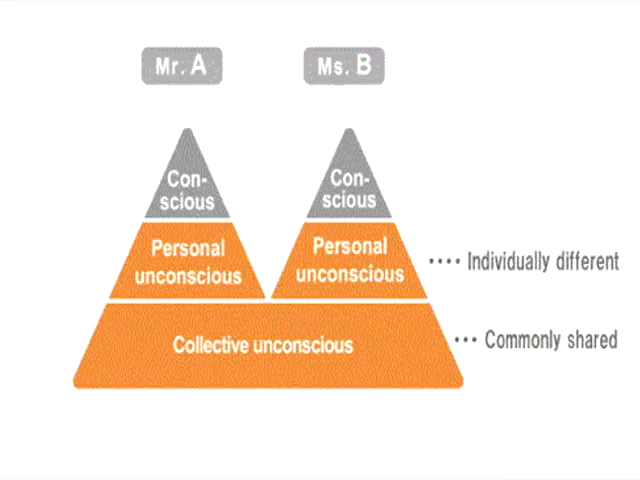 Mr. A
Ms. B
Con-
scious
Con-
scious
Personal
unconscious
Personal
unconscious
···· Individually different
Collective unconscious
··· Commonly shared